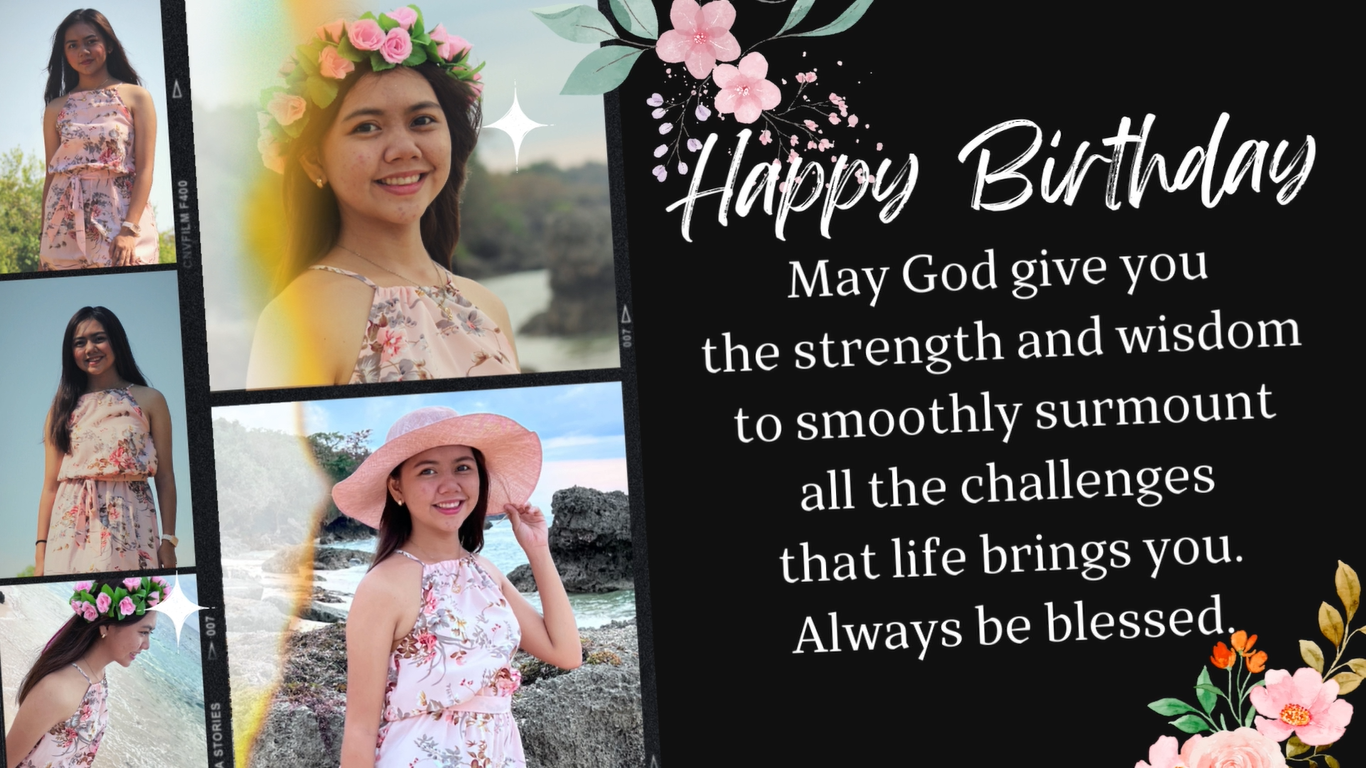 CNVFILM F400
007
007
A STORIES
Happy Birthday
May God give you
the strength and wisdom
to smoothly surmount
all the challenges
that life brings you.
Always be blessed.